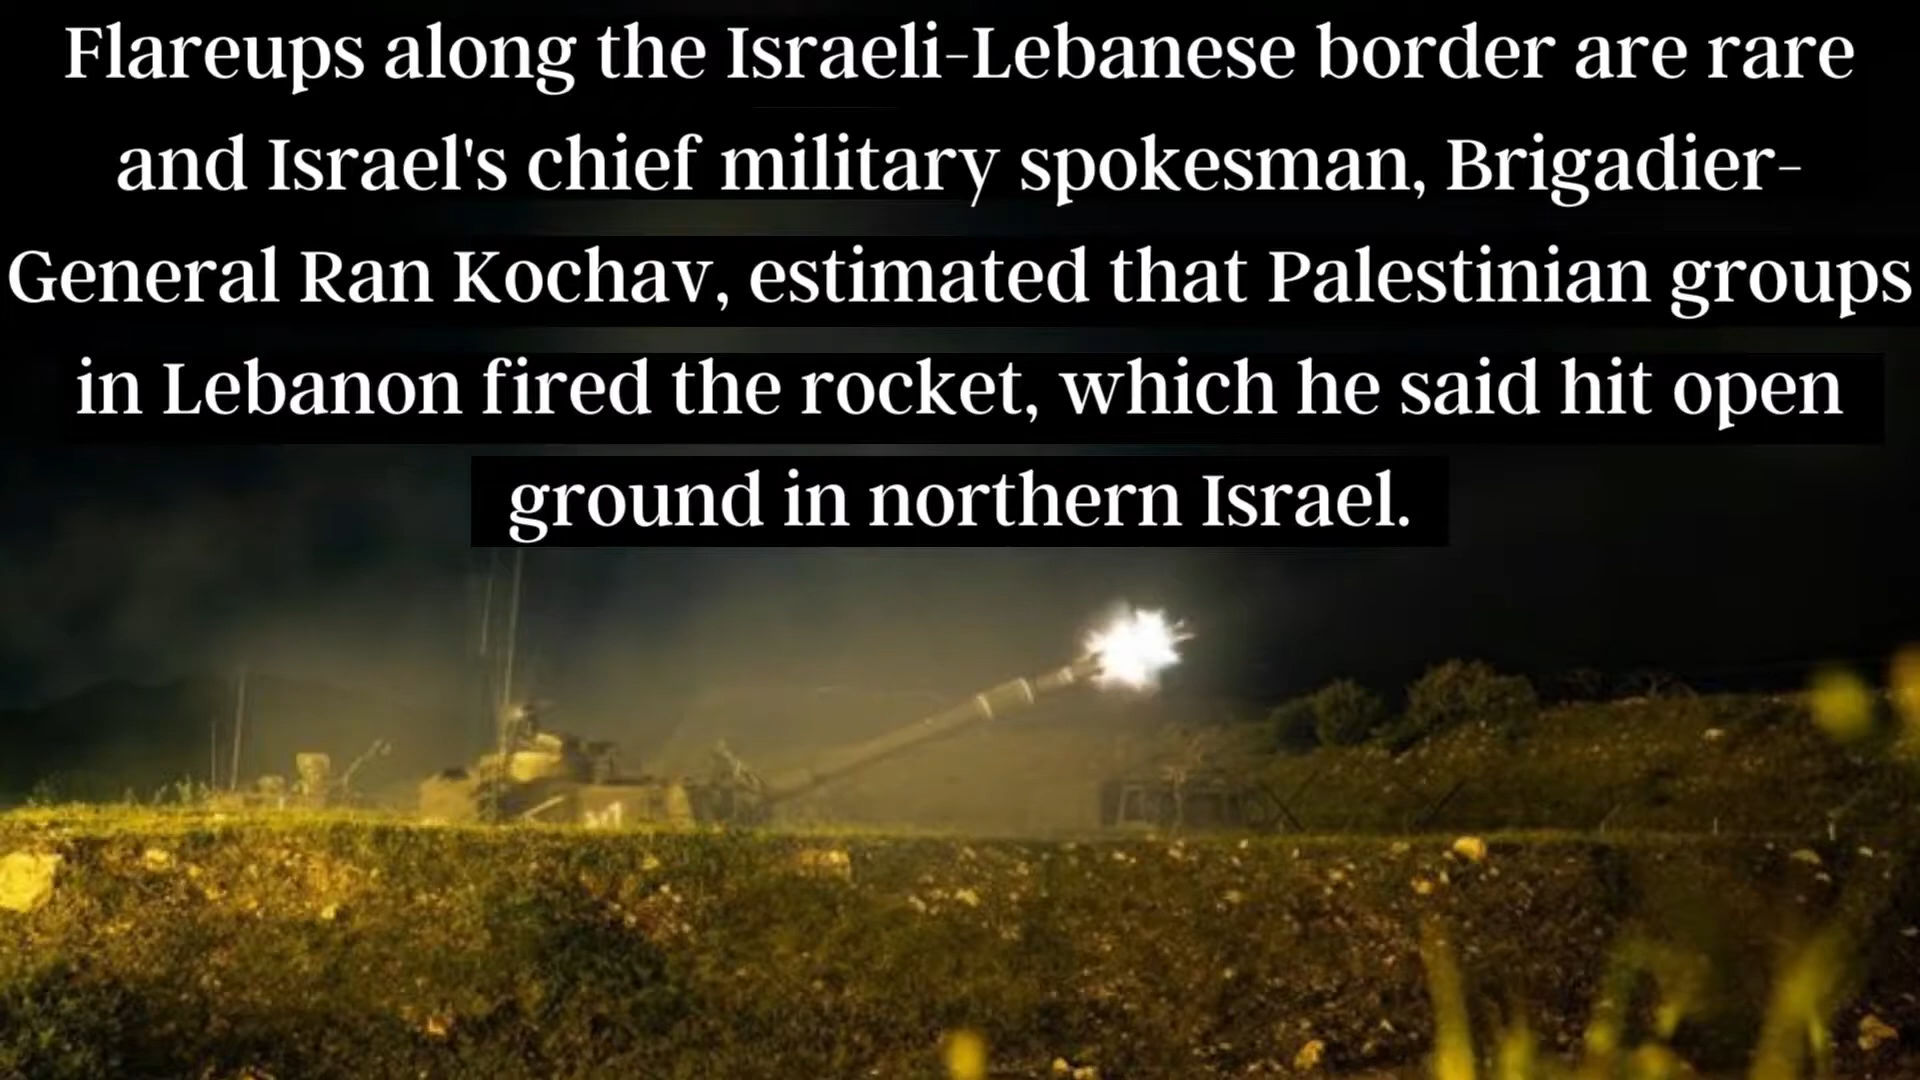 Flareups along the Israeli-Lebanese border are rare
and Israel's chief military spokesman, Brigadier-
General Ran Kochav, estimated that Palestinian groups
in Lebanon fired the rocket, which he said hit open
ground in northern Israel.